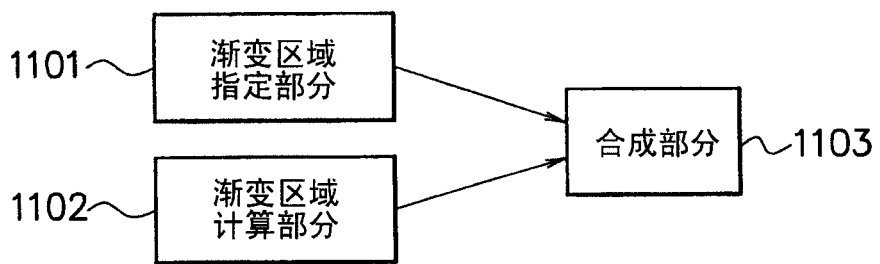 1101
渐变区域
指定部分
1102
渐变区域
计算部分
合成部分
1103